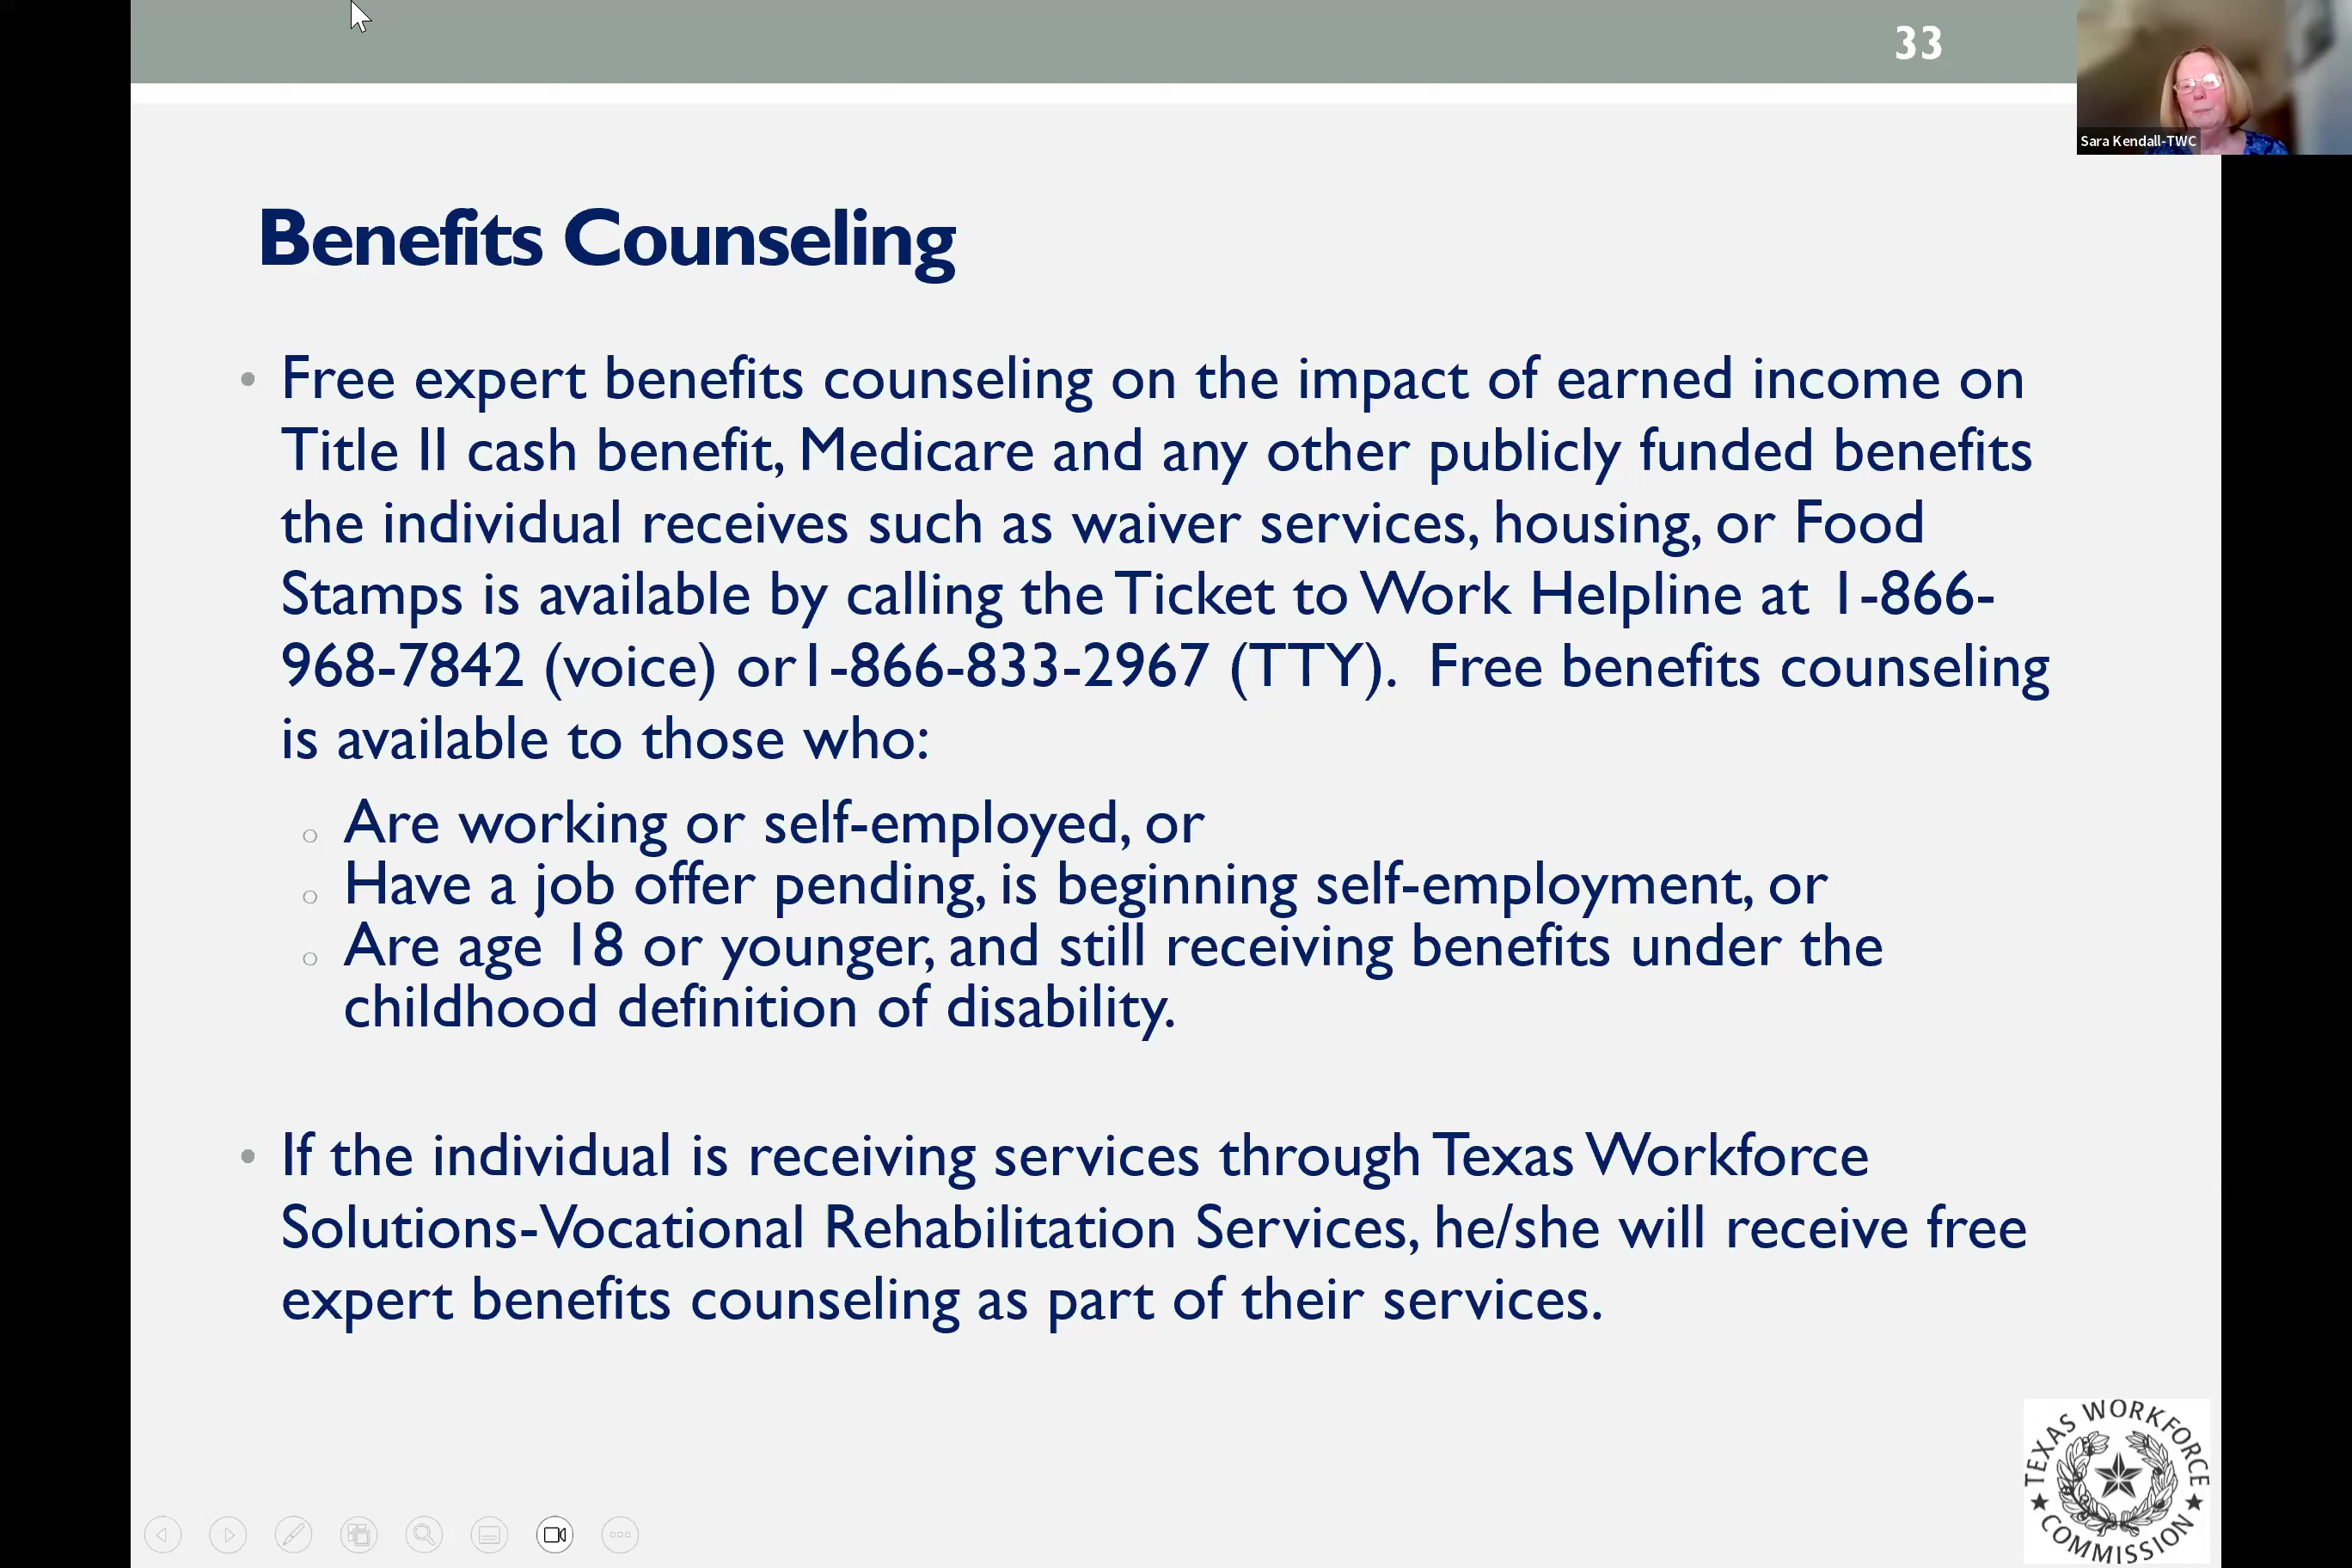 33
Sara Kendall-TWC
Benefits Counseling
• Free expert benefits counseling on the impact of earned income on
Title II cash benefit, Medicare and any other publicly funded benefits
the individual receives such as waiver services, housing, or Food
Stamps is available by calling the Ticket to Work Helpline at 1-866-
968-7842 (voice) or1-866-833-2967 (TTY).  Free benefits counseling
is available to those who:
o Are working or self-employed, or
o Have a job offer pending, is beginning self-employment, or
o Are age 18 or younger, and still receiving benefits under the
childhood definition of disability.
• If the individual is receiving services through Texas Workforce
Solutions-Vocational Rehabilitation Services, he/she will receive free
expert benefits counseling as part of their services.
TEXAS WORKFORCE
COMMISSION